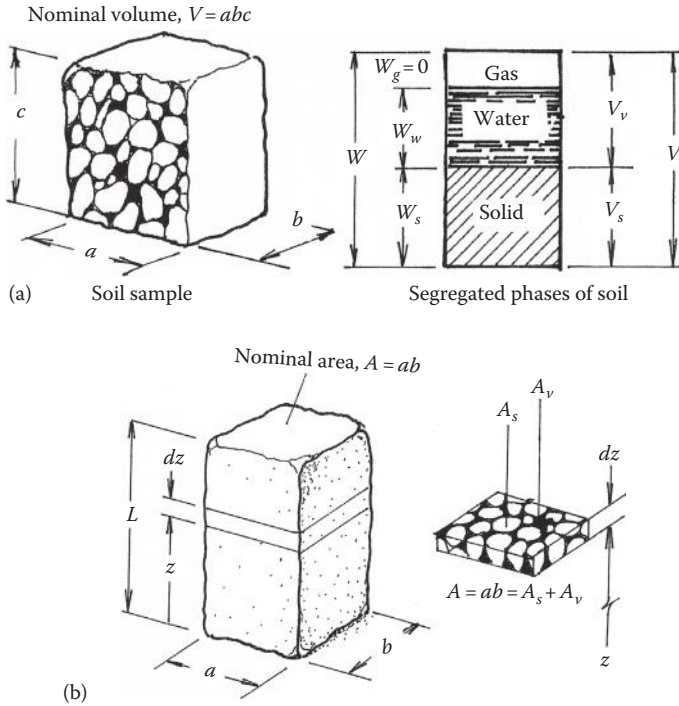 Nominal volume, V = abc
c
a
b
(a)
Soil sample
W
W_g = 0
W_w
W_s
Gas
Water
Solid
V_v
V_s
V
Segregated phases of soil
Nominal area, A = ab
L
dz
z
a
b
A_s
A_v
dz
A = ab = A_s + A_v
z
(b)